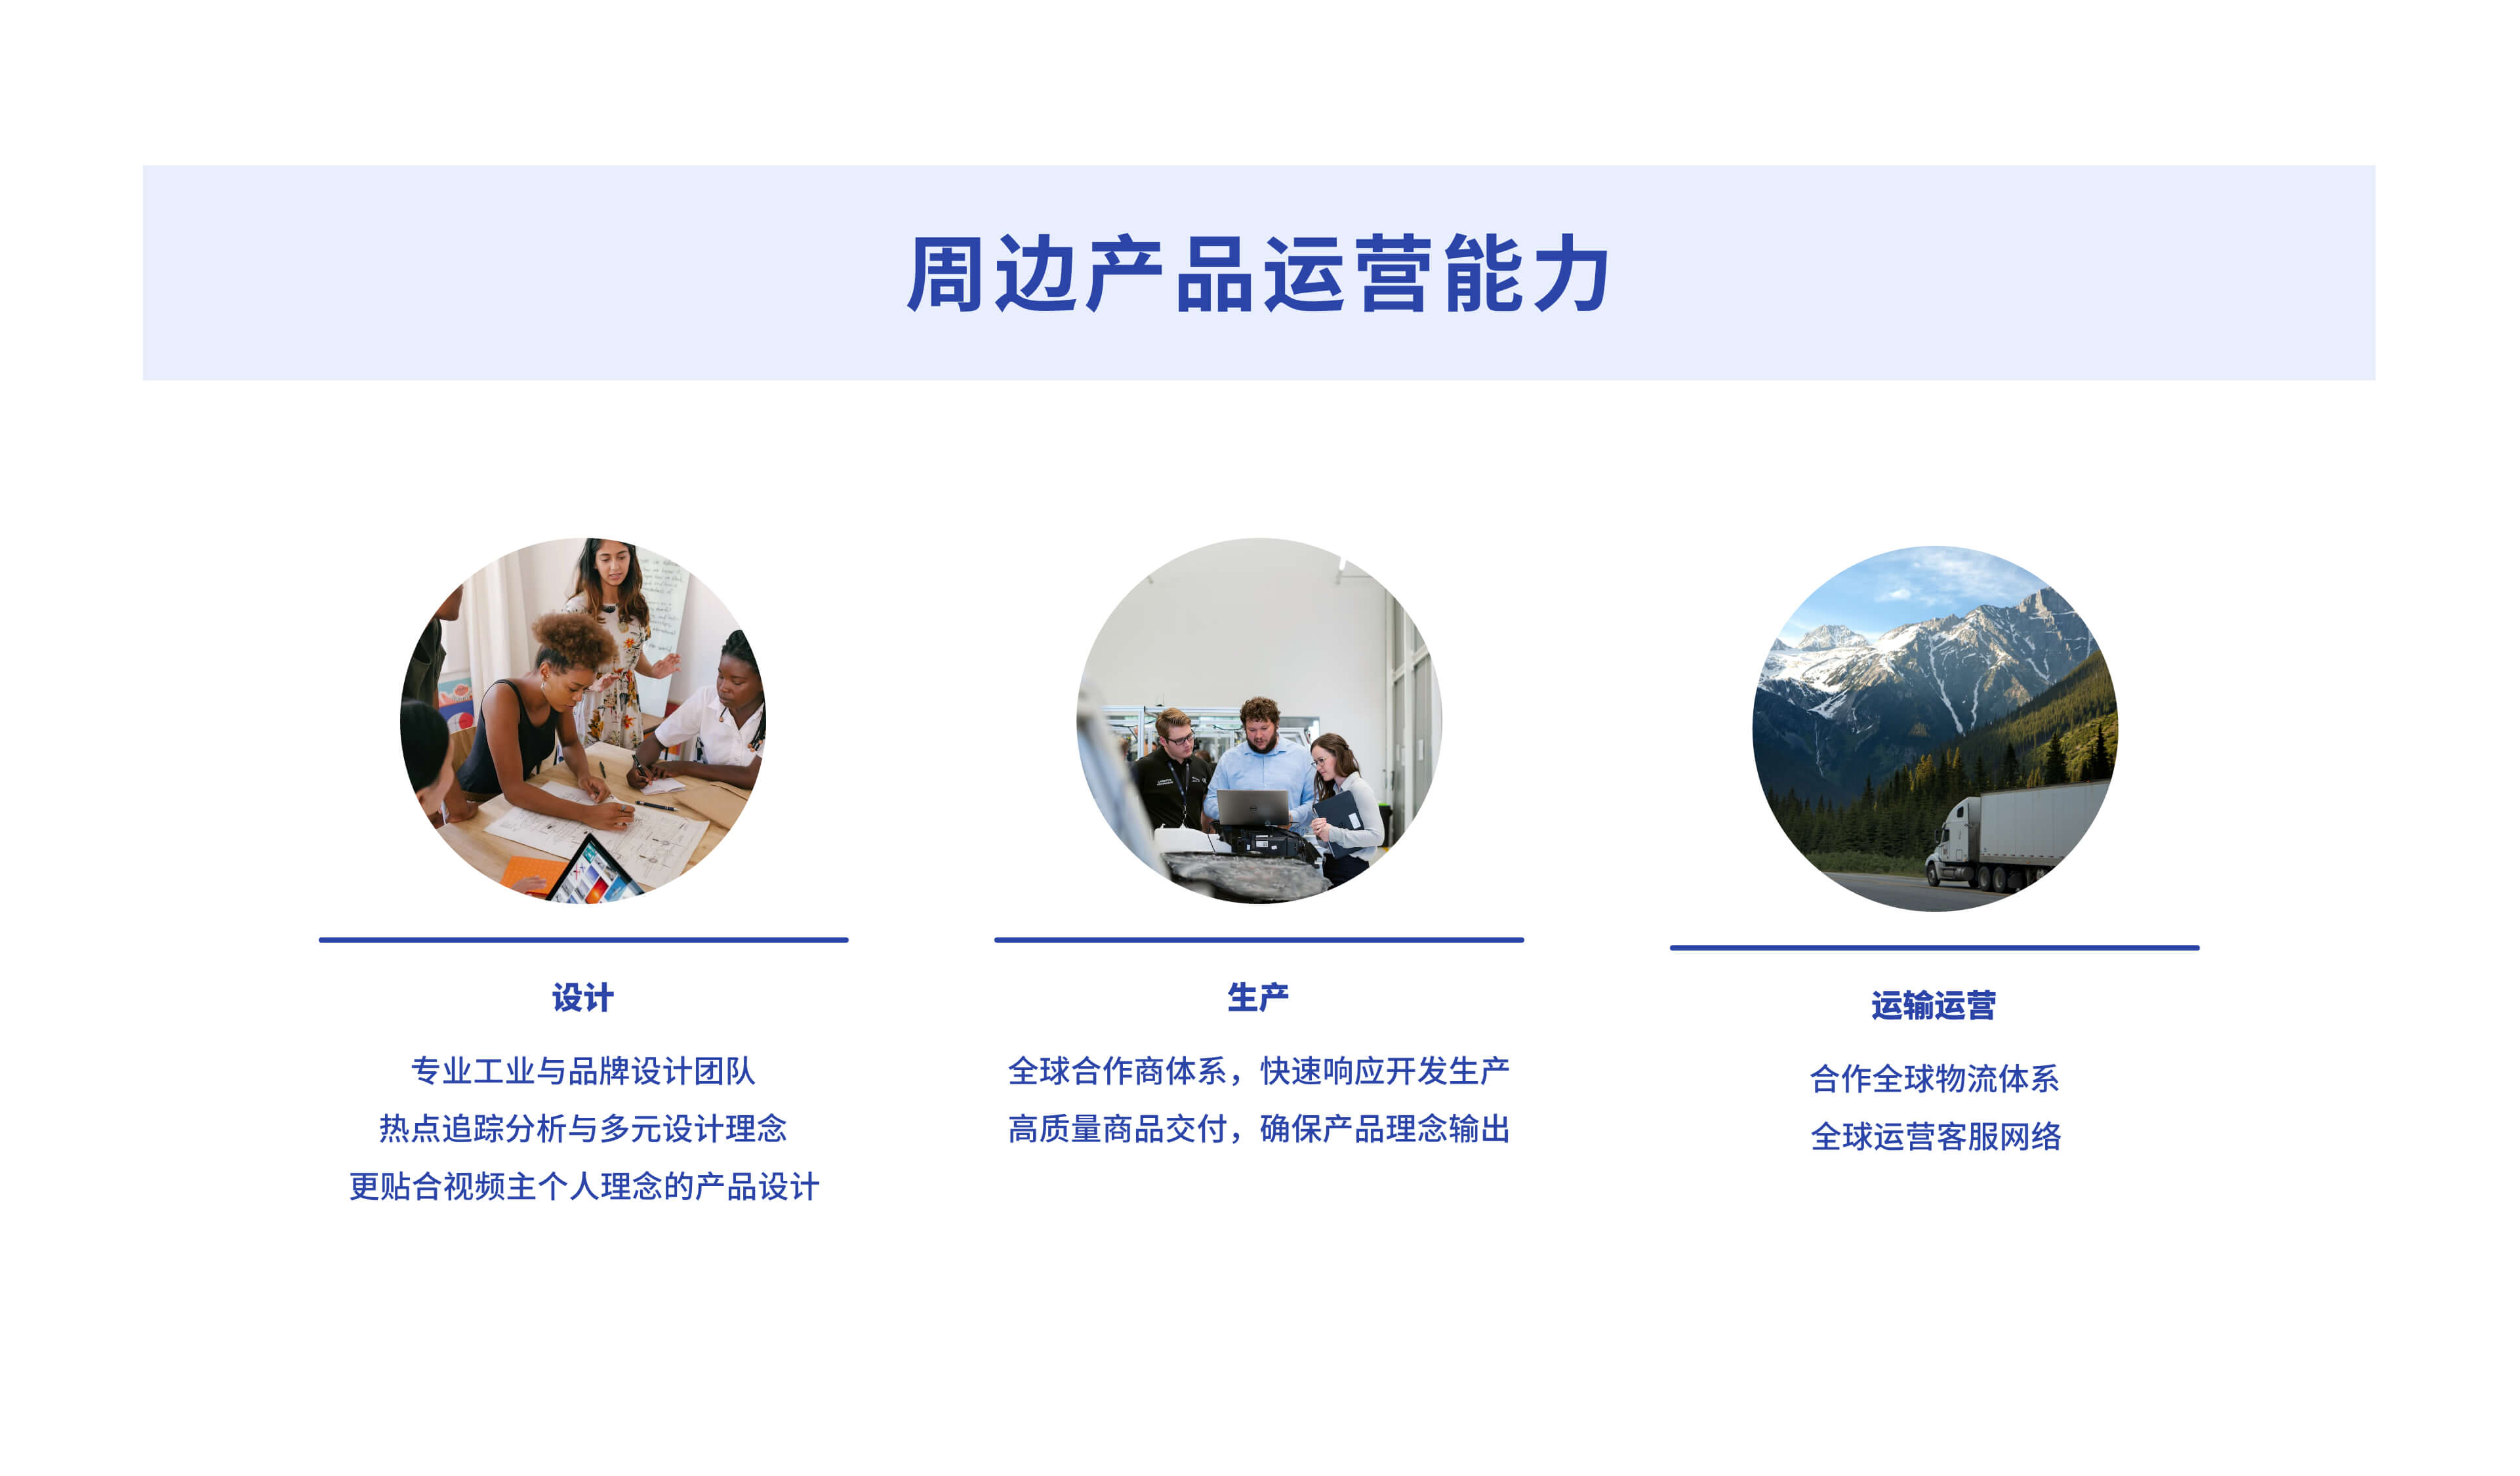 周边产品运营能力
设计
专业工业与品牌设计团队
热点追踪分析与多元设计理念
更贴合视频主个人理念的产品设计
生产
全球合作商体系，快速响应开发生产
高质量商品交付，确保产品理念输出
运输运营
合作全球物流体系
全球运营客服网络